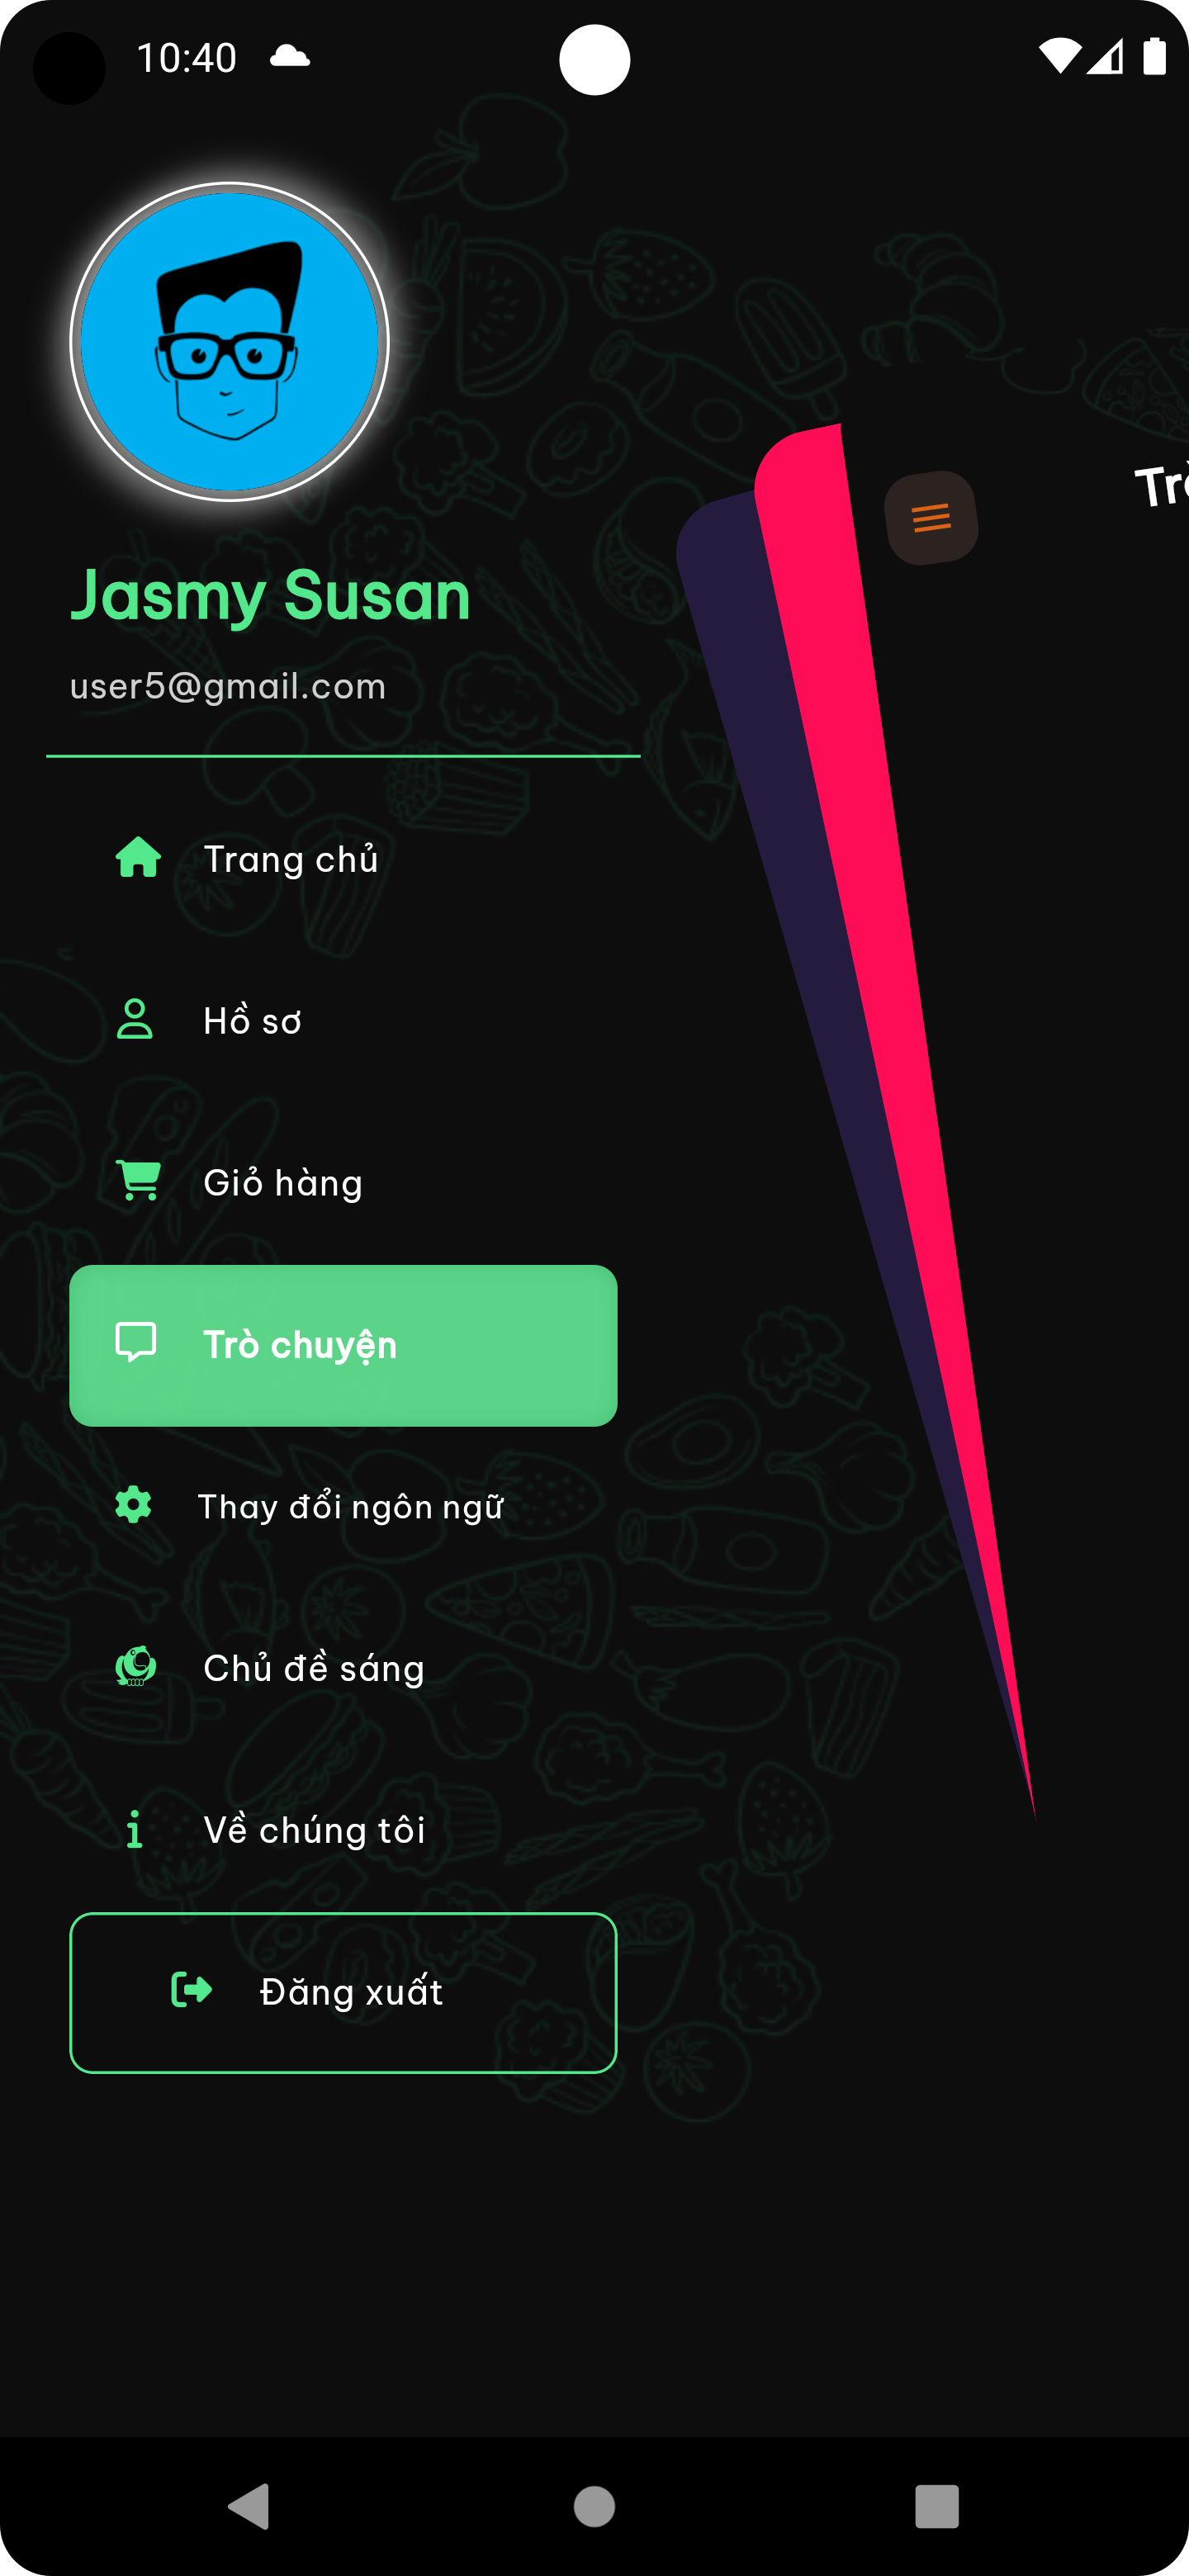 10:40
Trò
Jasmy Susan
user5@gmail.com
Trang chủ
Hồ sơ
Giỏ hàng
Trò chuyện
Thay đổi ngôn ngữ
Chủ đề sáng
Về chúng tôi
Đăng xuất